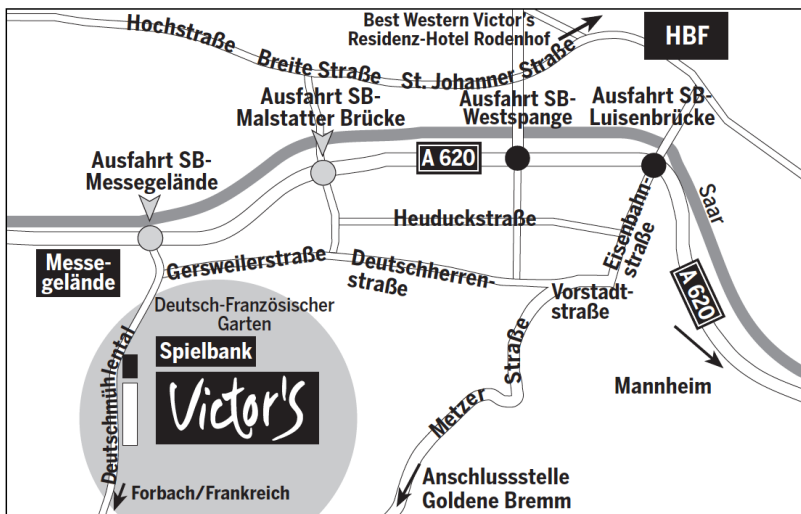 Hochstraße
Best Western Victor's
Residenz-Hotel Rodenhof
HBF
Breite Straße
St. Johanner Straße
Ausfahrt SB-
Malstatter Brücke
Ausfahrt SB-
Westspange
Ausfahrt SB-
Luisenbrücke
Ausfahrt SB-
Messegelände
A 620
Saar
Heuduckstraße
Eisenbahn-
straße
Messe-
gelände
Gersweilerstraße
Deutschherren-
straße
Vorstadt-
straße
A 620
Deutsch-Französischer
Garten
Spielbank
Victor's
Deutschmühlental
Metzer Straße
Mannheim
Forbach/Frankreich
Anschlussstelle
Goldene Bremm